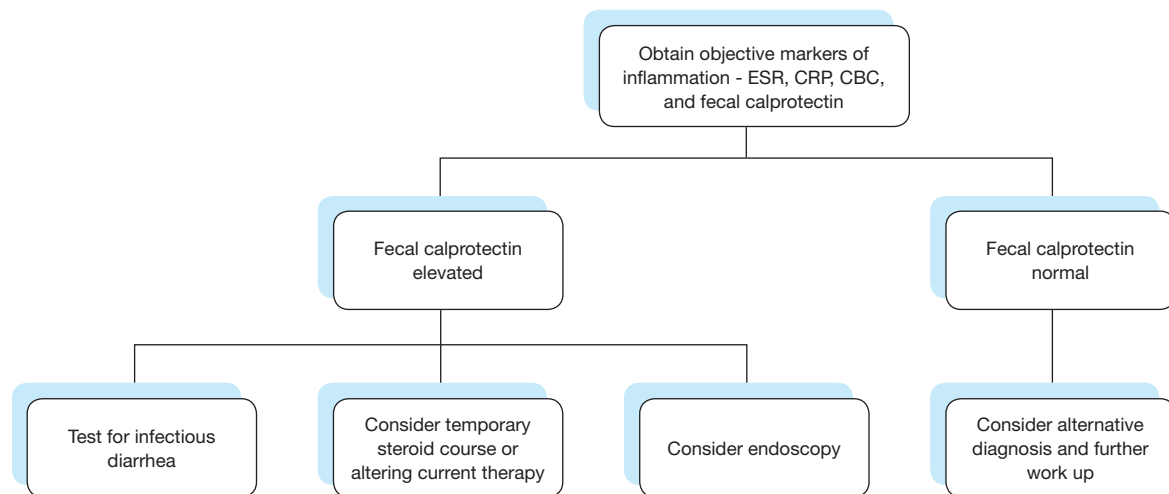 Obtain objective markers of
inflammation - ESR, CRP, CBC,
and fecal calprotectin
Fecal calprotectin
elevated
Fecal calprotectin
normal
Test for infectious
diarrhea
Consider temporary
steroid course or
altering current therapy
Consider endoscopy
Consider alternative
diagnosis and further
work up